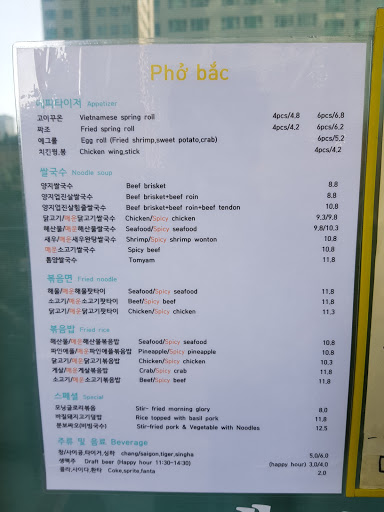 Phở bắc
에피타이저 Appetizer
고이꾸온 Vietnamese spring roll 4pcs/4,8 6pcs/6,8
짜조 Fried spring roll 4pcs/4,2 6pcs/6,2
에그롤 Egg roll (Fried shrimp,sweet potato,crab) 6pcs/5,2
치킨윙,봉 Chicken wing,stick 4pcs/4,2
쌀국수 Noodle soup
양지쌀국수 Beef brisket 8,8
양지업진살쌀국수 Beef brisket+beef roin 8,8
양지업진살힘줄쌀국수 Beef brisket+beef roin+beef tendon 10,8
닭고기/매운닭고기쌀국수 Chicken/Spicy chicken 9,3/9,8
해산물/매운해산물쌀국수 Seafood/Spicy seafood 9,8/10,3
새우/매운새우완탕쌀국수 Shrimp/Spicy shrimp wonton 10,8
매운소고기쌀국수 Spicy beef 10,8
똠얌쌀국수 Tomyam 11,8
볶음면 Fried noodle
해물/매운해물팟타이 Seafood/Spicy seafood 11,8
소고기/매운소고기팟타이 Beef/Spicy beef 11,8
닭고기/매운닭고기팟타이 Chicken/Spicy chicken 11,3
볶음밥 Fried rice
해산물/매운해산물볶음밥 Seafood/Spicy seafood 10,8
파인애플/매운파인애플볶음밥 Pineapple/Spicy pineapple 10,8
닭고기/매운닭고기볶음밥 Chicken/Spicy chicken 10,3
게살/매운게살볶음밥 Crab/Spicy crab 11,8
소고기/매운소고기볶음밥 Beef/Spicy beef 11,8
스페셜 Special
모닝글로리볶음 Stir- fried morning glory 8,0
바질돼지고기덮밥 Rice topped with basil pork 11,8
분보싸오(비빔국수) Stir-fried pork & Vegetable with Noodles 12,5
주류 및 음료 Beverage
창/사이공,타이거,싱하 chang/saigon,tiger,singha 5,0/6,0
생맥주 Draft beer (Happy hour 11:30-14:30) (happy hour) 3,0/4,0
콜라,사이다,환타 Coke,sprite,fanta 2,0